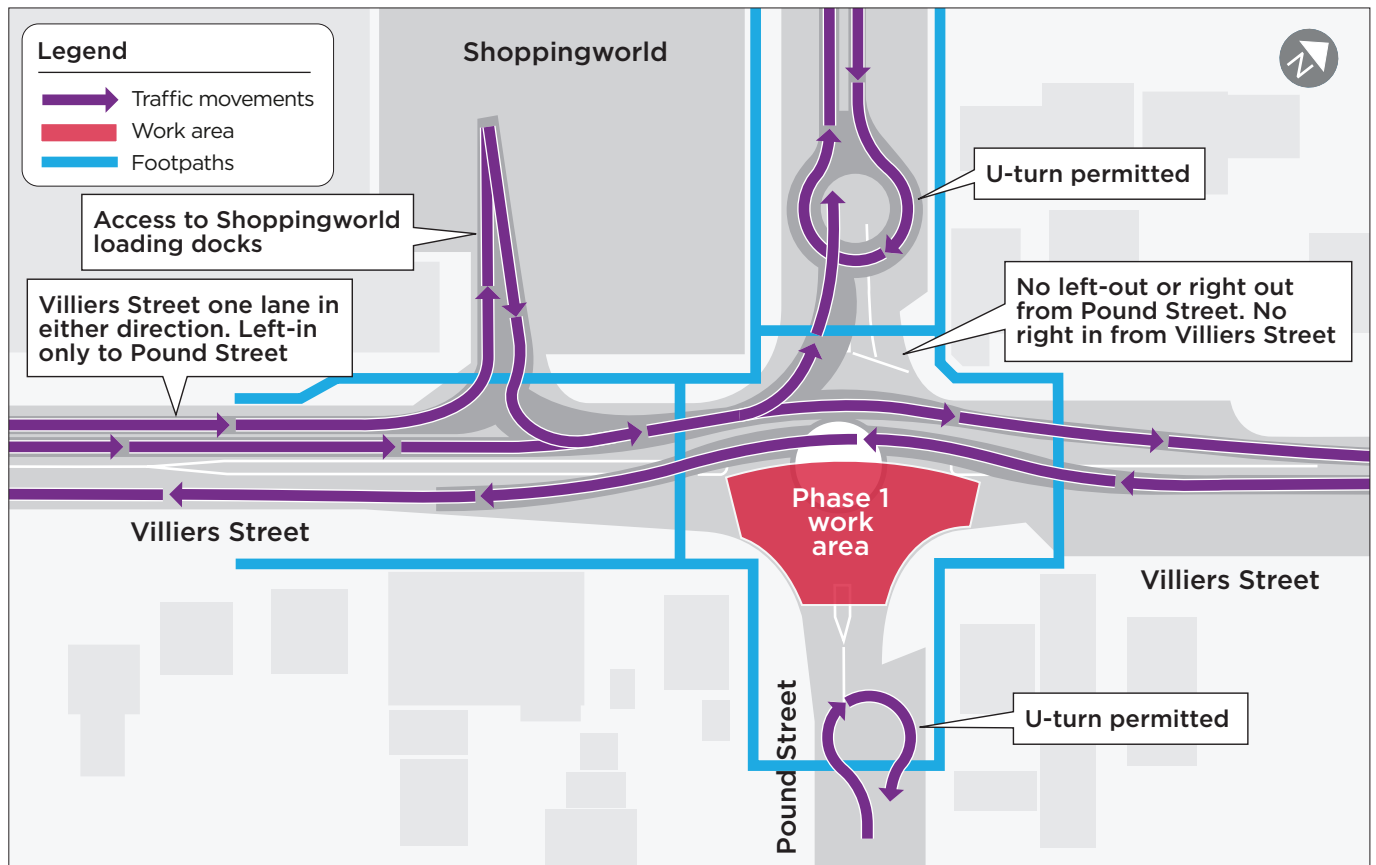 Legend
Traffic movements
Work area
Footpaths
Shoppingworld
N
U-turn permitted
Access to Shoppingworld
loading docks
Villiers Street one lane in
either direction. Left-in
only to Pound Street
No left-out or right out
from Pound Street. No
right in from Villiers Street
Phase 1
work
area
Villiers Street
Villiers Street
Pound Street
U-turn permitted